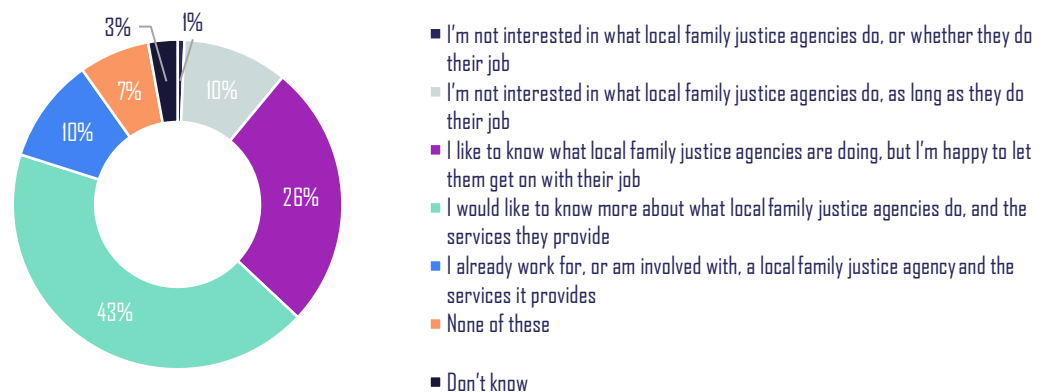 3%
1%
7%
10%
10%
26%
43%
I'm not interested in what local family justice agencies do, or whether they do
their job
I'm not interested in what local family justice agencies do, as long as they do
their job
I like to know what local family justice agencies are doing, but I'm happy to let
them get on with their job
I would like to know more about what local family justice agencies do, and the
services they provide
I already work for, or am involved with, a local family justice agency and the
services it provides
None of these
Don't know